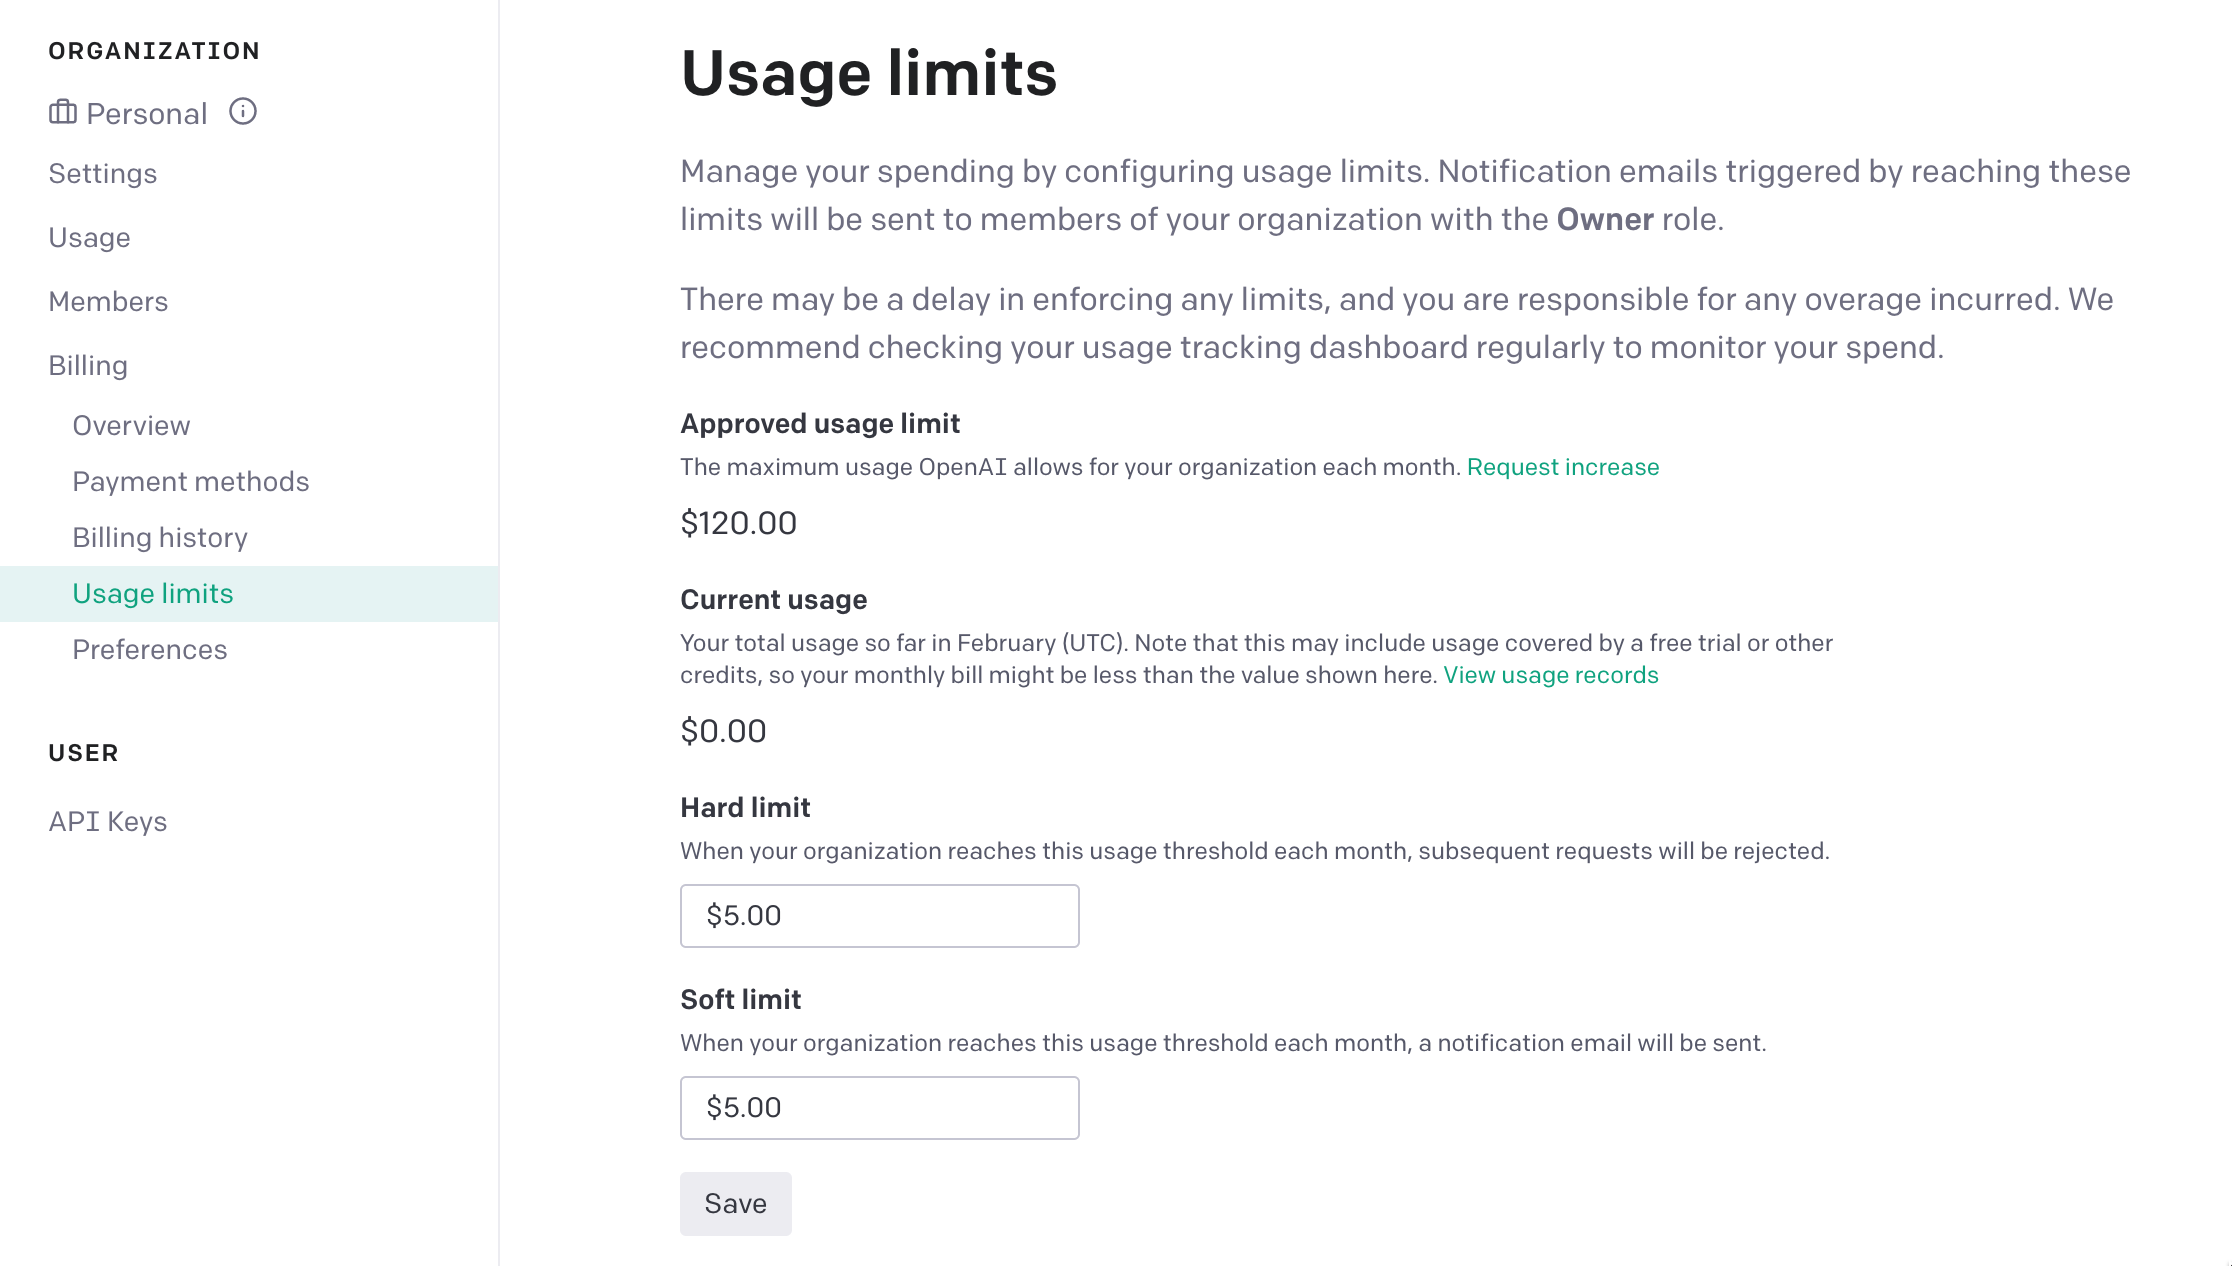 ORGANIZATION
Personal
Settings
Usage
Members
Billing
Overview
Payment methods
Billing history
Usage limits
Preferences
USER
API Keys
Usage limits
Manage your spending by configuring usage limits. Notification emails triggered by reaching these
limits will be sent to members of your organization with the Owner role.
There may be a delay in enforcing any limits, and you are responsible for any overage incurred. We
recommend checking your usage tracking dashboard regularly to monitor your spend.
Approved usage limit
The maximum usage OpenAI allows for your organization each month. Request increase
$120.00
Current usage
Your total usage so far in February (UTC). Note that this may include usage covered by a free trial or other
credits, so your monthly bill might be less than the value shown here. View usage records
$0.00
Hard limit
When your organization reaches this usage threshold each month, subsequent requests will be rejected.
$5.00
Soft limit
When your organization reaches this usage threshold each month, a notification email will be sent.
$5.00
Save